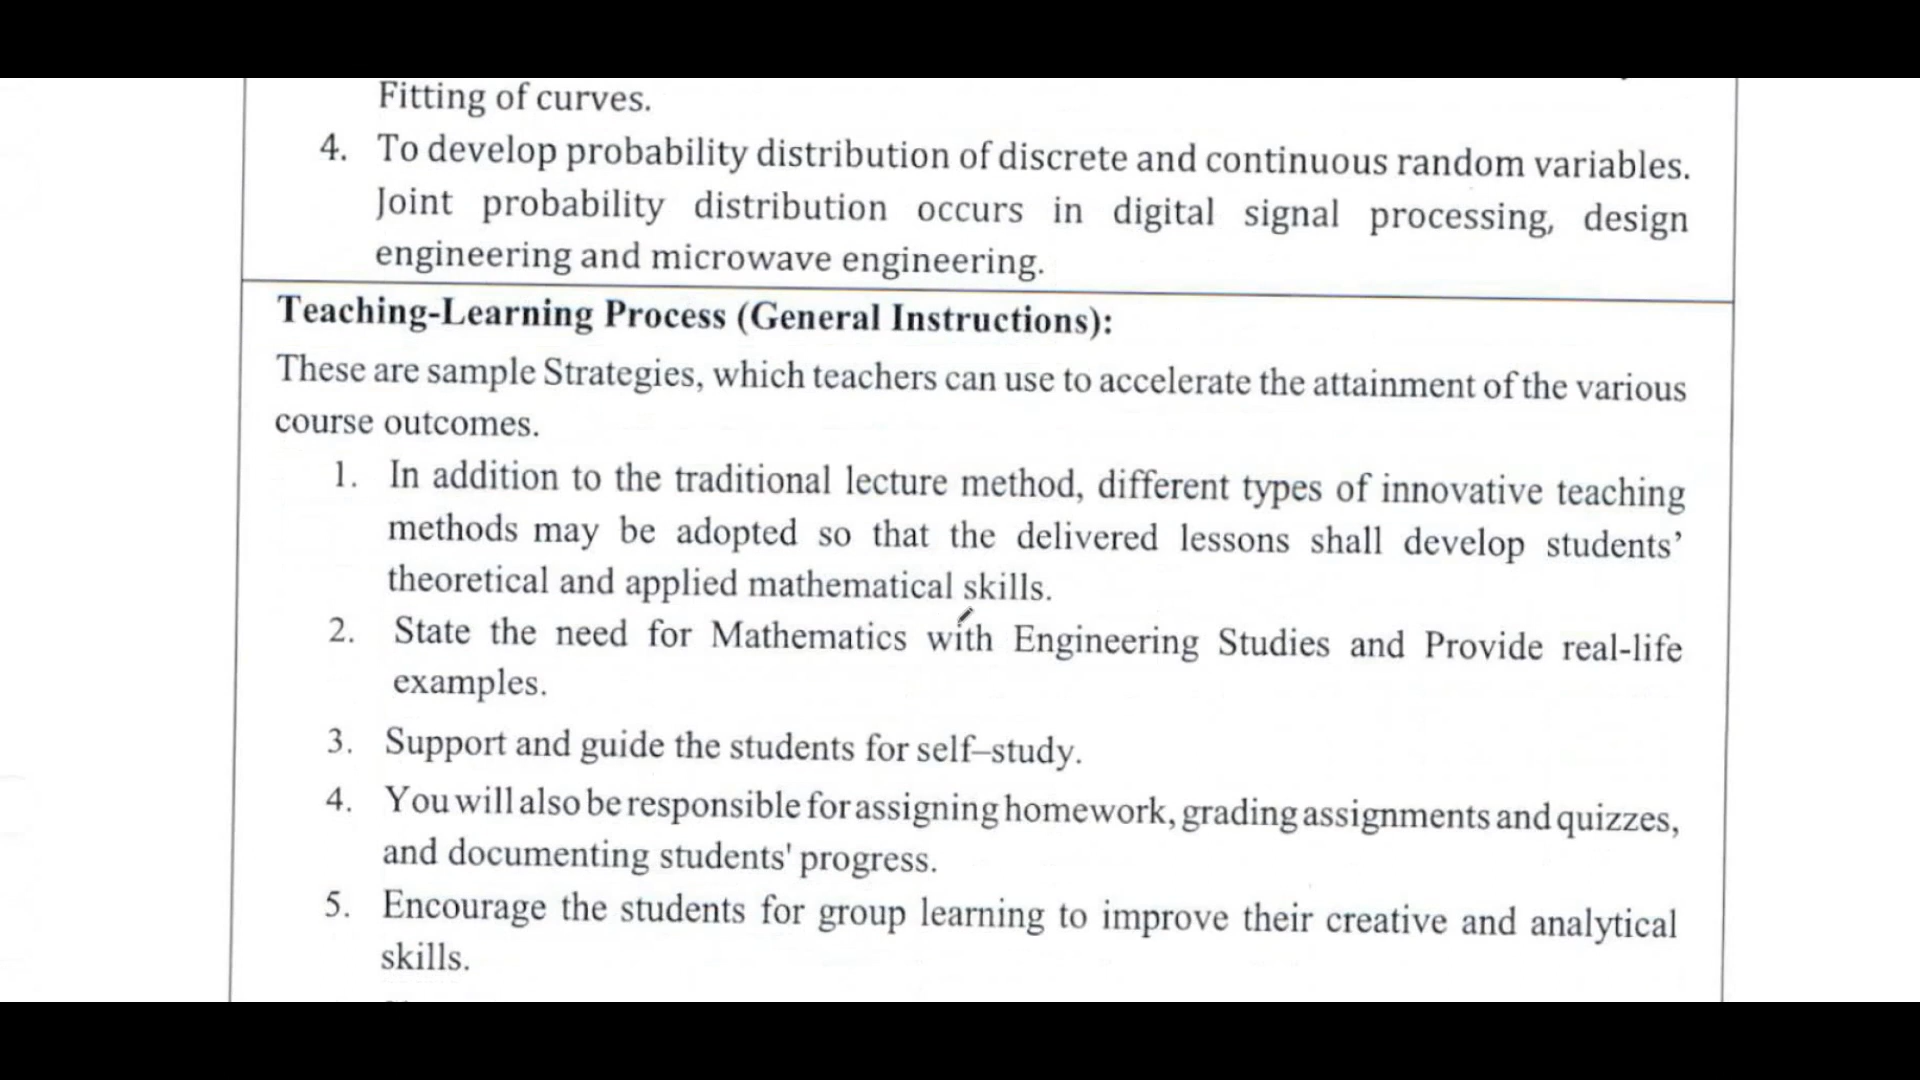 Fitting of curves.
4. To develop probability distribution of discrete and continuous random variables.
Joint probability distribution occurs in digital signal processing, design
engineering and microwave engineering.
Teaching-Learning Process (General Instructions):
These are sample Strategies, which teachers can use to accelerate the attainment of the various
course outcomes.
1. In addition to the traditional lecture method, different types of innovative teaching
methods may be adopted so that the delivered lessons shall develop students’
theoretical and applied mathematical skills.
2. State the need for Mathematics with Engineering Studies and Provide real-life
examples.
3. Support and guide the students for self–study.
4. You will also be responsible for assigning homework, grading assignments and quizzes,
and documenting students' progress.
5. Encourage the students for group learning to improve their creative and analytical
skills.